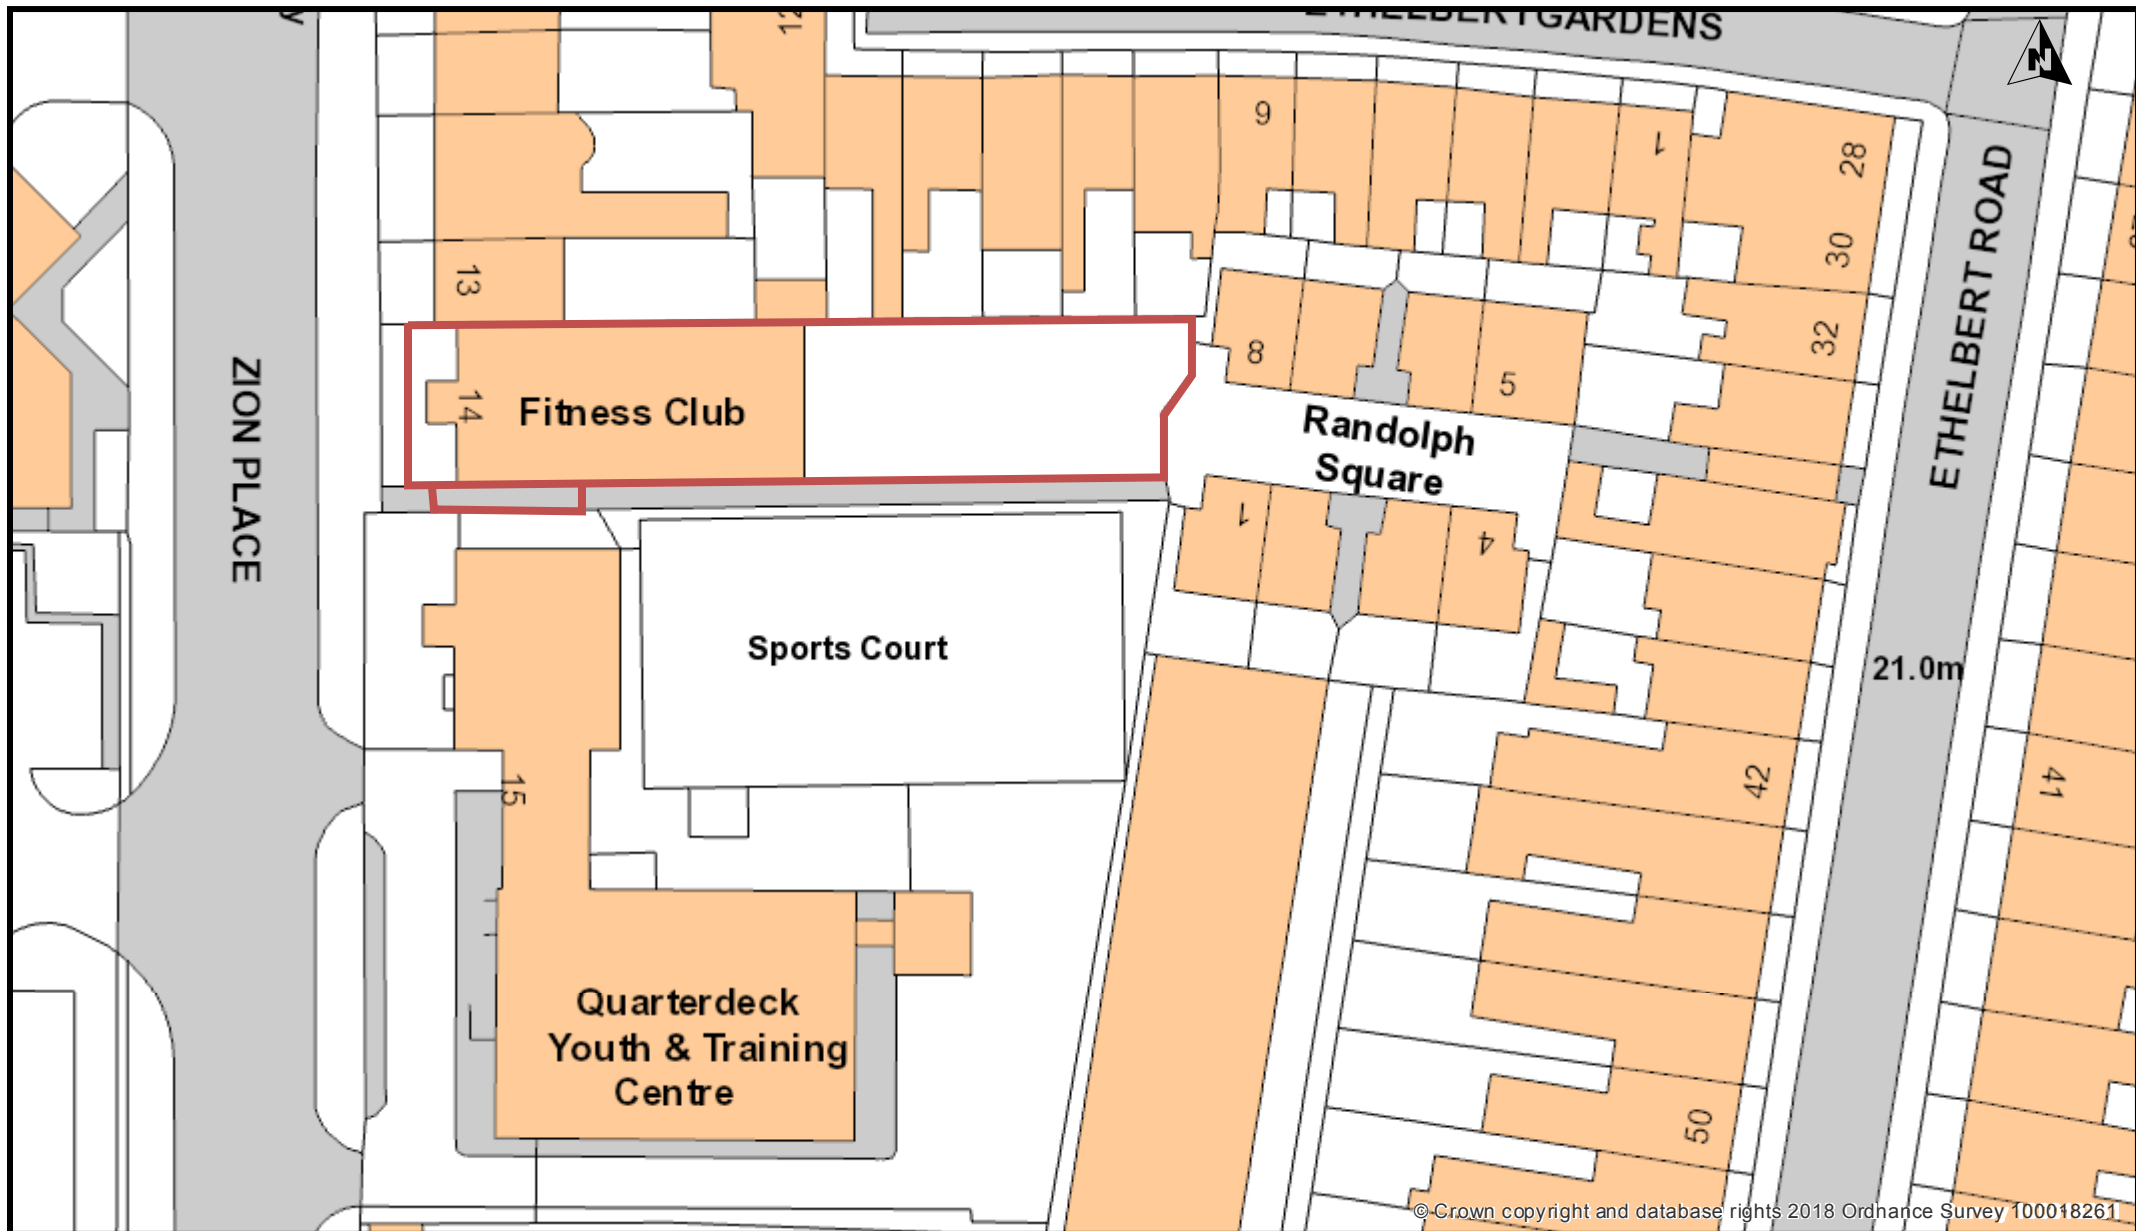 GARDENS
N
12
9
1
28
30
ETHELBERT ROAD
13
32
8
5
ZION PLACE
14
Fitness Club
Randolph
Square
1
4
Sports Court
21.0m
15
42
41
Quarterdeck
Youth & Training
Centre
50
© Crown copyright and database rights 2018 Ordnance Survey 100018261